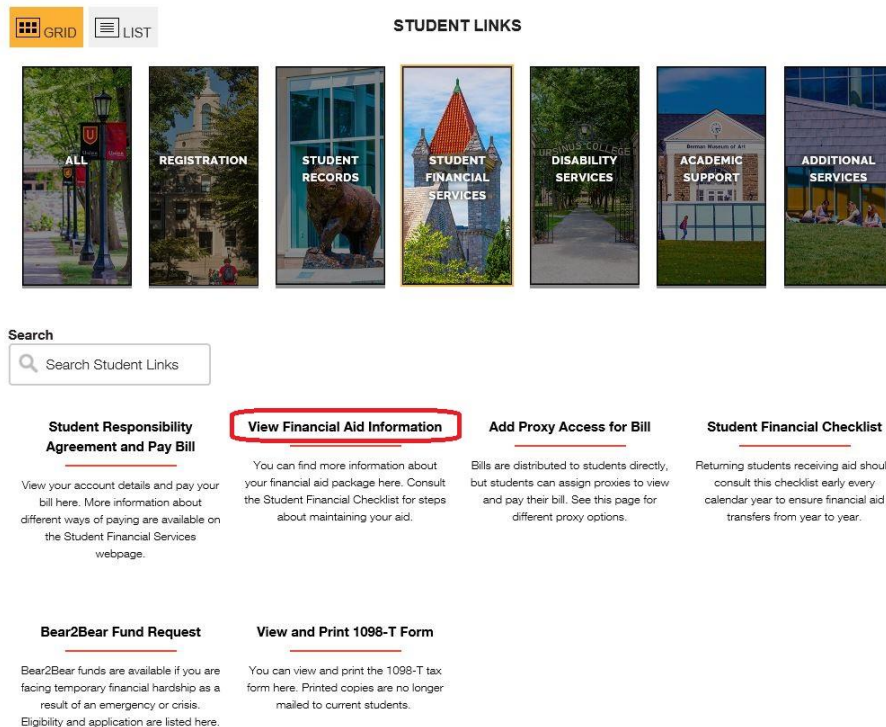 GRID
LIST
STUDENT LINKS
ALL
REGISTRATION
STUDENT
RECORDS
STUDENT
FINANCIAL
SERVICES
URSINUS COLLEGE
DISABILITY
SERVICES
Berman Museum of Art
ACADEMIC
SUPPORT
ADDITIONAL
SERVICES
Search
Search Student Links
Student Responsibility
Agreement and Pay Bill
View your account details and pay your
bill here. More information about
different ways of paying are available on
the Student Financial Services
webpage.
View Financial Aid Information
You can find more information about
your financial aid package here. Consult
the Student Financial Checklist for steps
about maintaining your aid.
Add Proxy Access for Bill
Bills are distributed to students directly,
but students can assign proxies to view
and pay their bill. See this page for
different proxy options.
Student Financial Checklist
Returning students receiving aid shoul
consult this checklist early every
calendar year to ensure financial aid
transfers from year to year.
Bear2Bear Fund Request
Bear2Bear funds are available if you are
facing temporary financial hardship as a
result of an emergency or crisis.
Eligibility and application are listed here.
View and Print 1098-T Form
You can view and print the 1098-T tax
form here. Printed copies are no longer
mailed to current students.